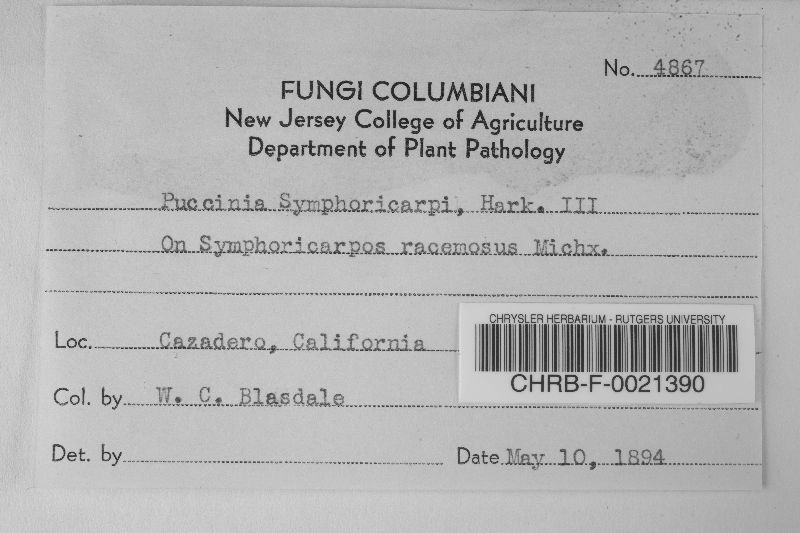 No. 4867
FUNGI COLUMBIANI
New Jersey College of Agriculture
Department of Plant Pathology
Puccinia Symphoricarpi, Hark. III
On Symphoricarpos racemosus Michx.
Loc. Cazadero, California
CHRYSLER HERBARIUM - RUTGERS UNIVERSITY
CHRB-F-0021390
Col. by W. C. Blasdale
Det. by
Date May 10, 1894